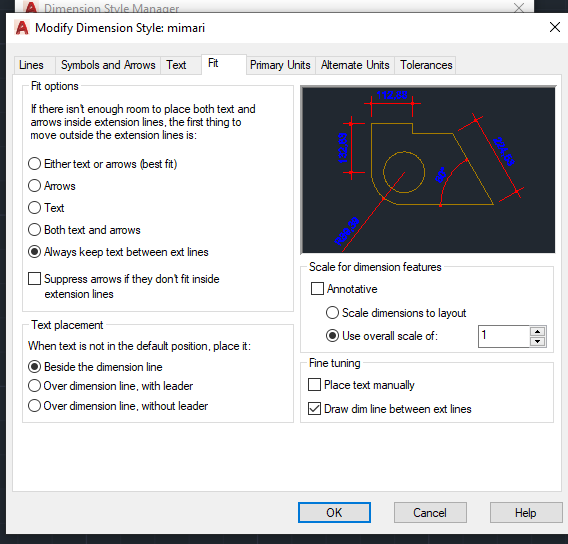 Dimension Style Manager
Modify Dimension Style: mimari
Lines
Symbols and Arrows
Text
Fit
Primary Units
Alternate Units
Tolerances
Fit options
If there isn't enough room to place both text and
arrows inside extension lines, the first thing to
move outside the extension lines is:
Either text or arrows (best fit)
Arrows
Text
Both text and arrows
Always keep text between ext lines
Suppress arrows if they don't fit inside
extension lines
Text placement
When text is not in the default position, place it:
Beside the dimension line
Over dimension line, with leader
Over dimension line, without leader
Scale for dimension features
Annotative
Scale dimensions to layout
Use overall scale of:
1
Fine tuning
Place text manually
Draw dim line between ext lines
OK
Cancel
Help